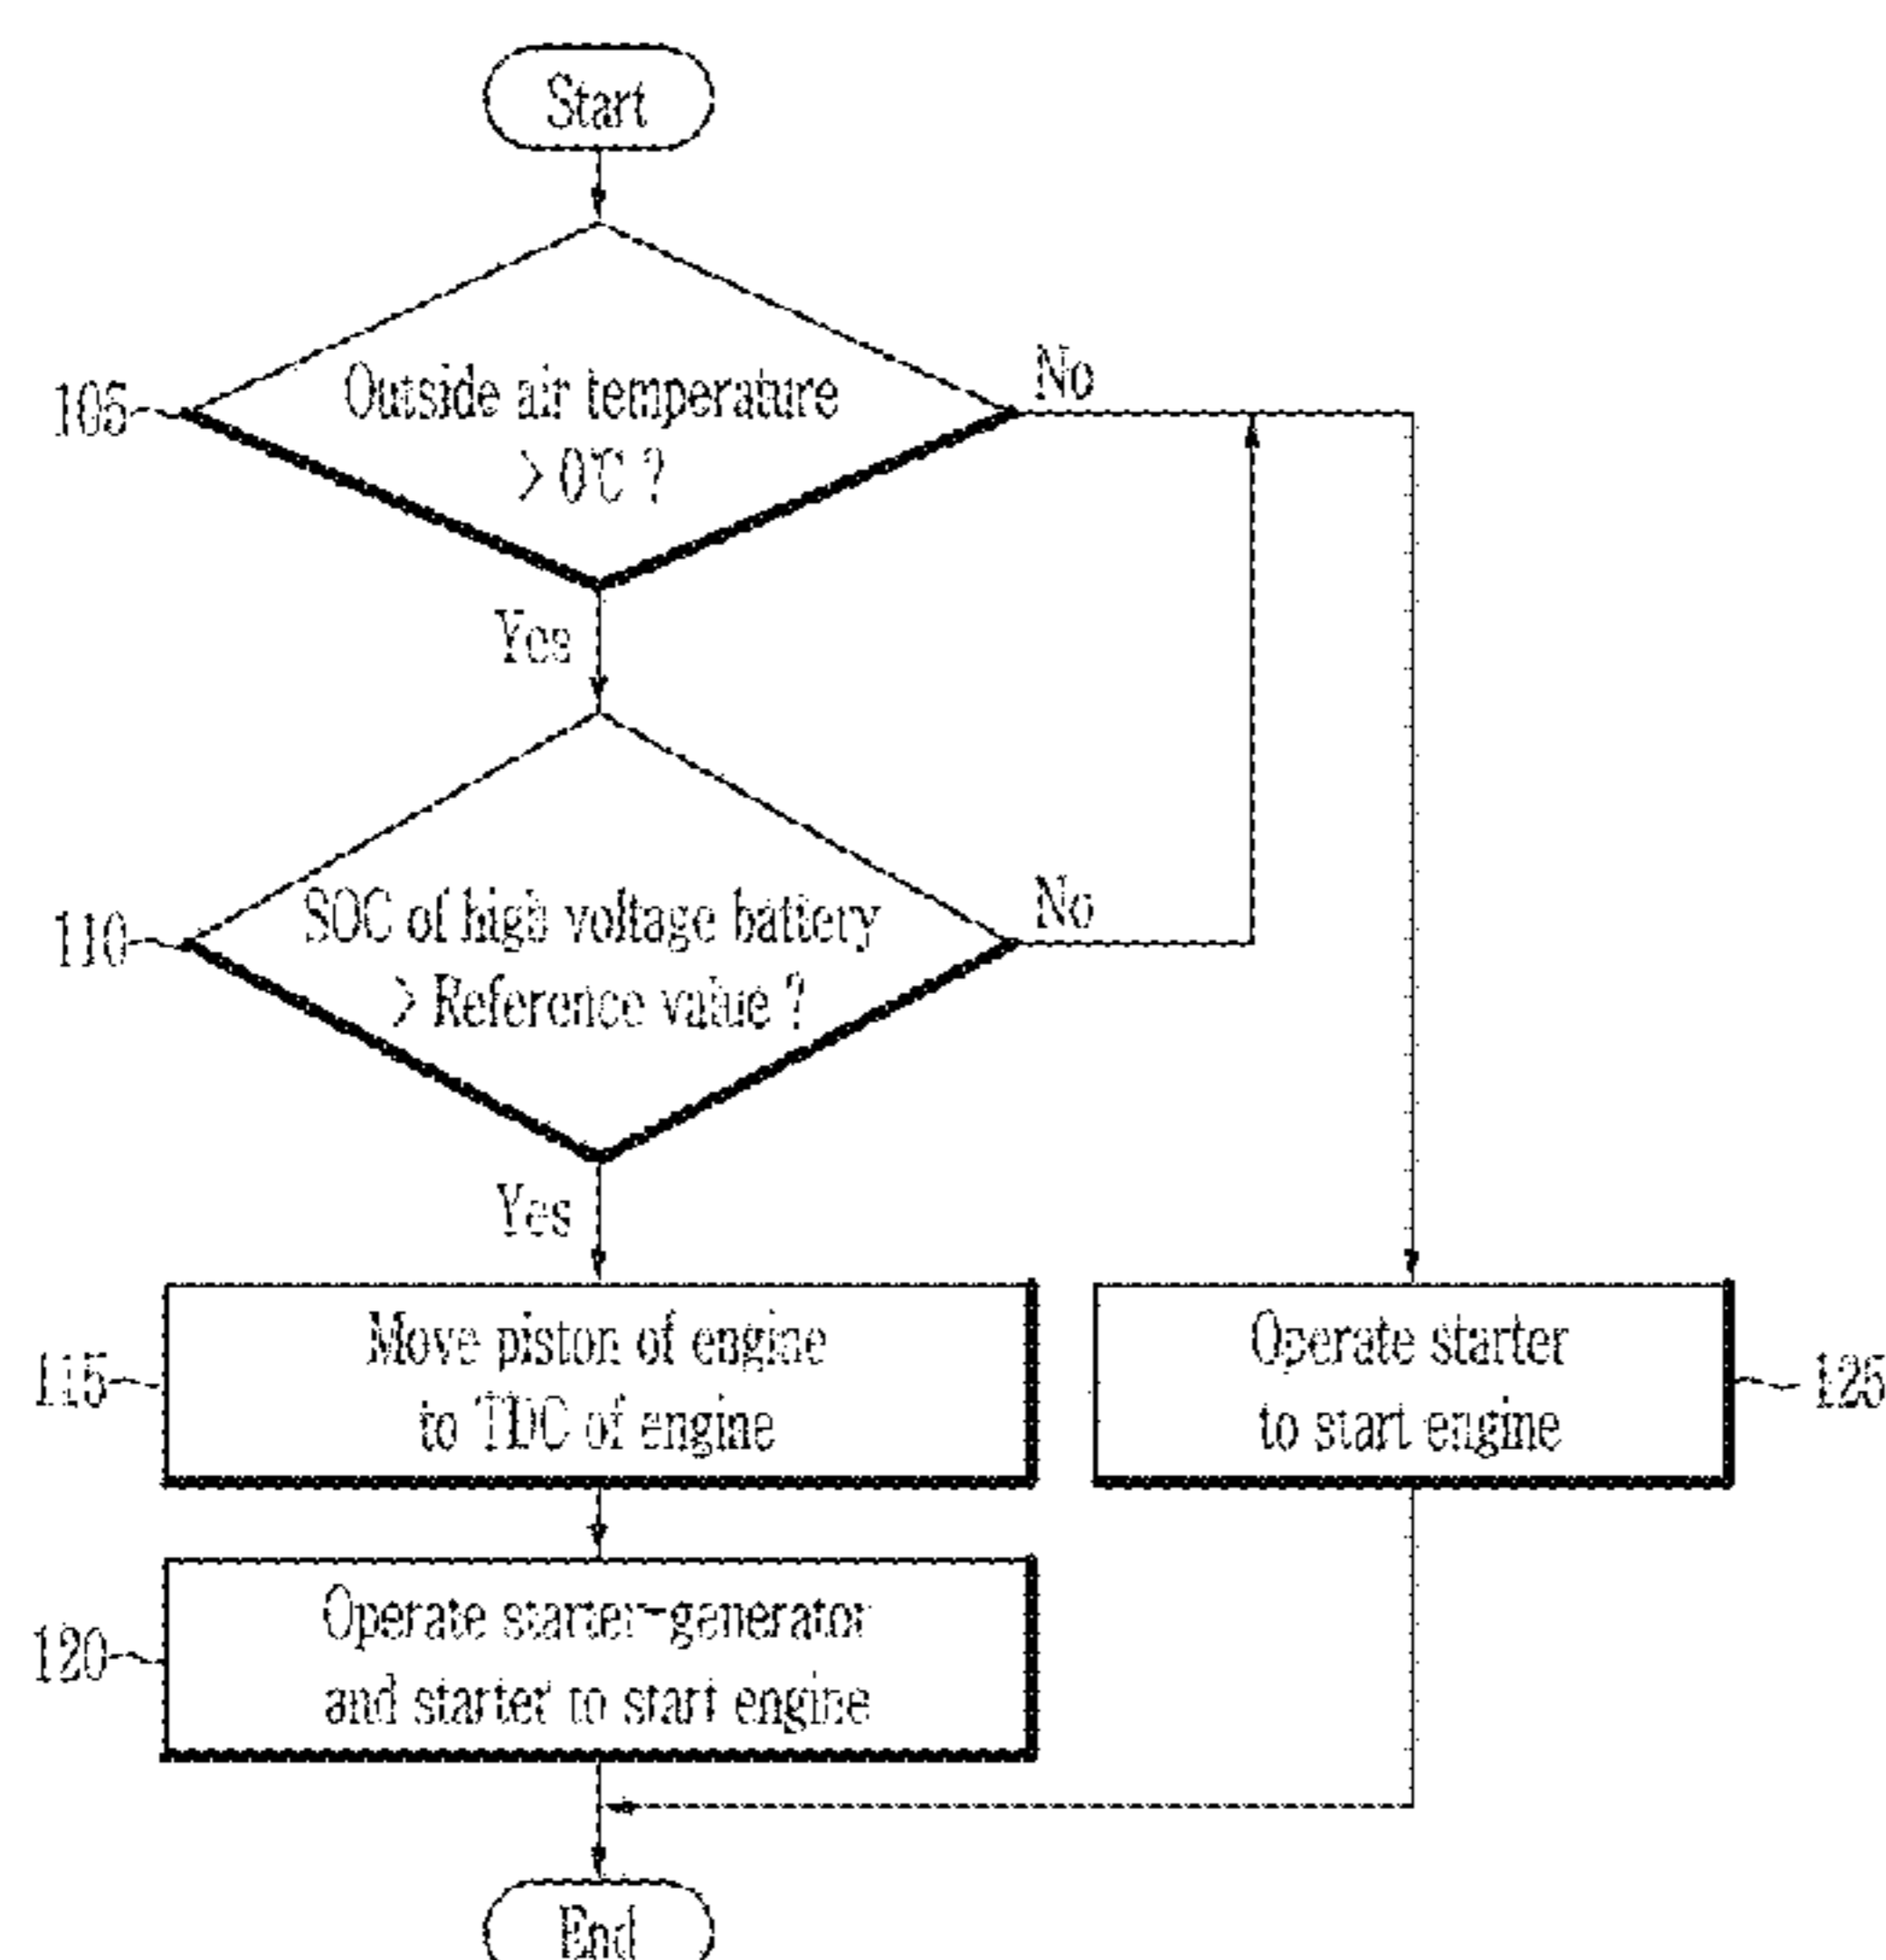 Start
105
Outside air temperature
> 0℃ ?
No
Yes
110
SOC of high voltage battery
> Reference value ?
No
Yes
115
Move piston of engine
to TDC of engine
Operate starter
to start engine
125
120
Operate starter-generator
and starter to start engine
End